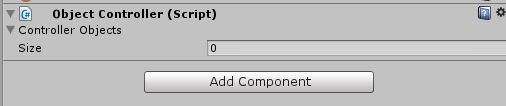 Object Controller (Script)
Controller Objects
Size 0
Add Component